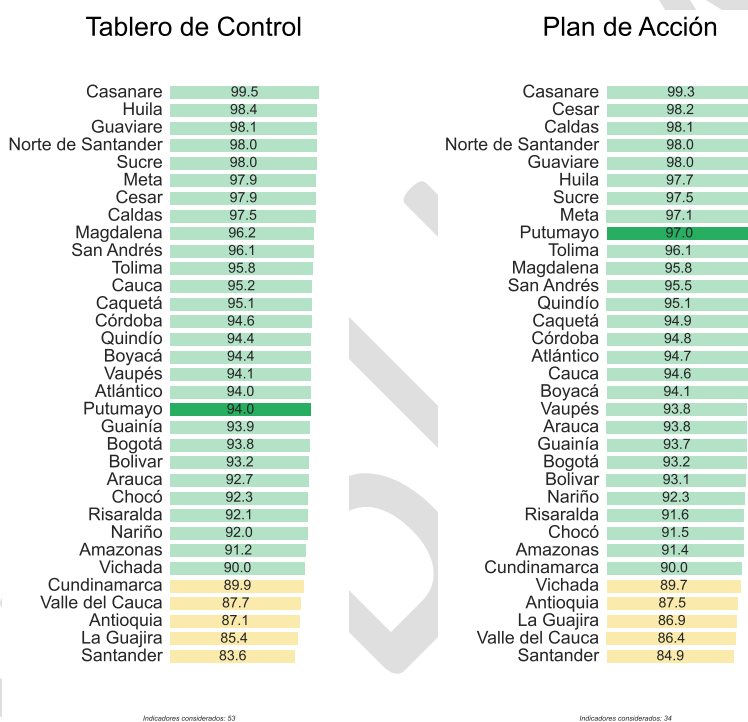 Tablero de Control
Casanare 99.5
Huila 98.4
Guaviare 98.1
Norte de Santander 98.0
Sucre 98.0
Meta 97.9
Cesar 97.9
Caldas 97.5
Magdalena 96.2
San Andrés 96.1
Tolima 95.8
Cauca 95.2
Caquetá 95.1
Córdoba 94.6
Quindío 94.4
Boyacá 94.4
Vaupés 94.1
Atlántico 94.0
Putumayo 94.0
Guainía 93.9
Bogotá 93.8
Bolivar 93.2
Arauca 92.7
Chocó 92.3
Risaralda 92.1
Nariño 92.0
Amazonas 91.2
Vichada 90.0
Cundinamarca 89.9
Valle del Cauca 87.7
Antioquia 87.1
La Guajira 85.4
Santander 83.6
Indicadores considerados: 53
Plan de Acción
Casanare 99.3
Cesar 98.2
Caldas 98.1
Norte de Santander 98.0
Guaviare 98.0
Huila 97.7
Sucre 97.5
Meta 97.1
Putumayo 97.0
Tolima 96.1
Magdalena 95.8
San Andrés 95.5
Quindío 95.1
Caquetá 94.9
Córdoba 94.8
Atlántico 94.7
Cauca 94.6
Boyacá 94.1
Vaupés 93.8
Arauca 93.8
Guainía 93.7
Bogotá 93.2
Bolivar 93.1
Nariño 92.3
Risaralda 91.6
Chocó 91.5
Amazonas 91.4
Cundinamarca 90.0
Vichada 89.7
Antioquia 87.5
La Guajira 86.9
Valle del Cauca 86.4
Santander 84.9
Indicadores considerados: 34